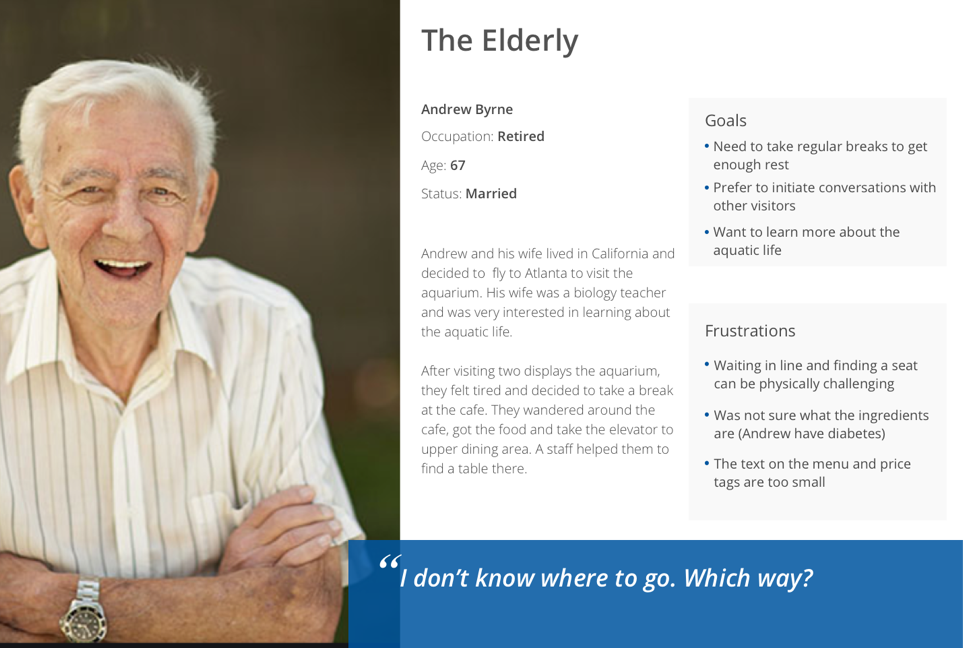 The Elderly
Andrew Byrne
Occupation: Retired
Age: 67
Status: Married
Andrew and his wife lived in California and
decided to  fly to Atlanta to visit the
aquarium. His wife was a biology teacher
and was very interested in learning about
the aquatic life.
After visiting two displays the aquarium,
they felt tired and decided to take a break
at the cafe. They wandered around the
cafe, got the food and take the elevator to
upper dining area. A staff helped them to
find a table there.
Goals
• Need to take regular breaks to get
enough rest
• Prefer to initiate conversations with
other visitors
• Want to learn more about the
aquatic life
Frustrations
• Waiting in line and finding a seat
can be physically challenging
• Was not sure what the ingredients
are (Andrew have diabetes)
• The text on the menu and price
tags are too small
“I don’t know where to go. Which way?